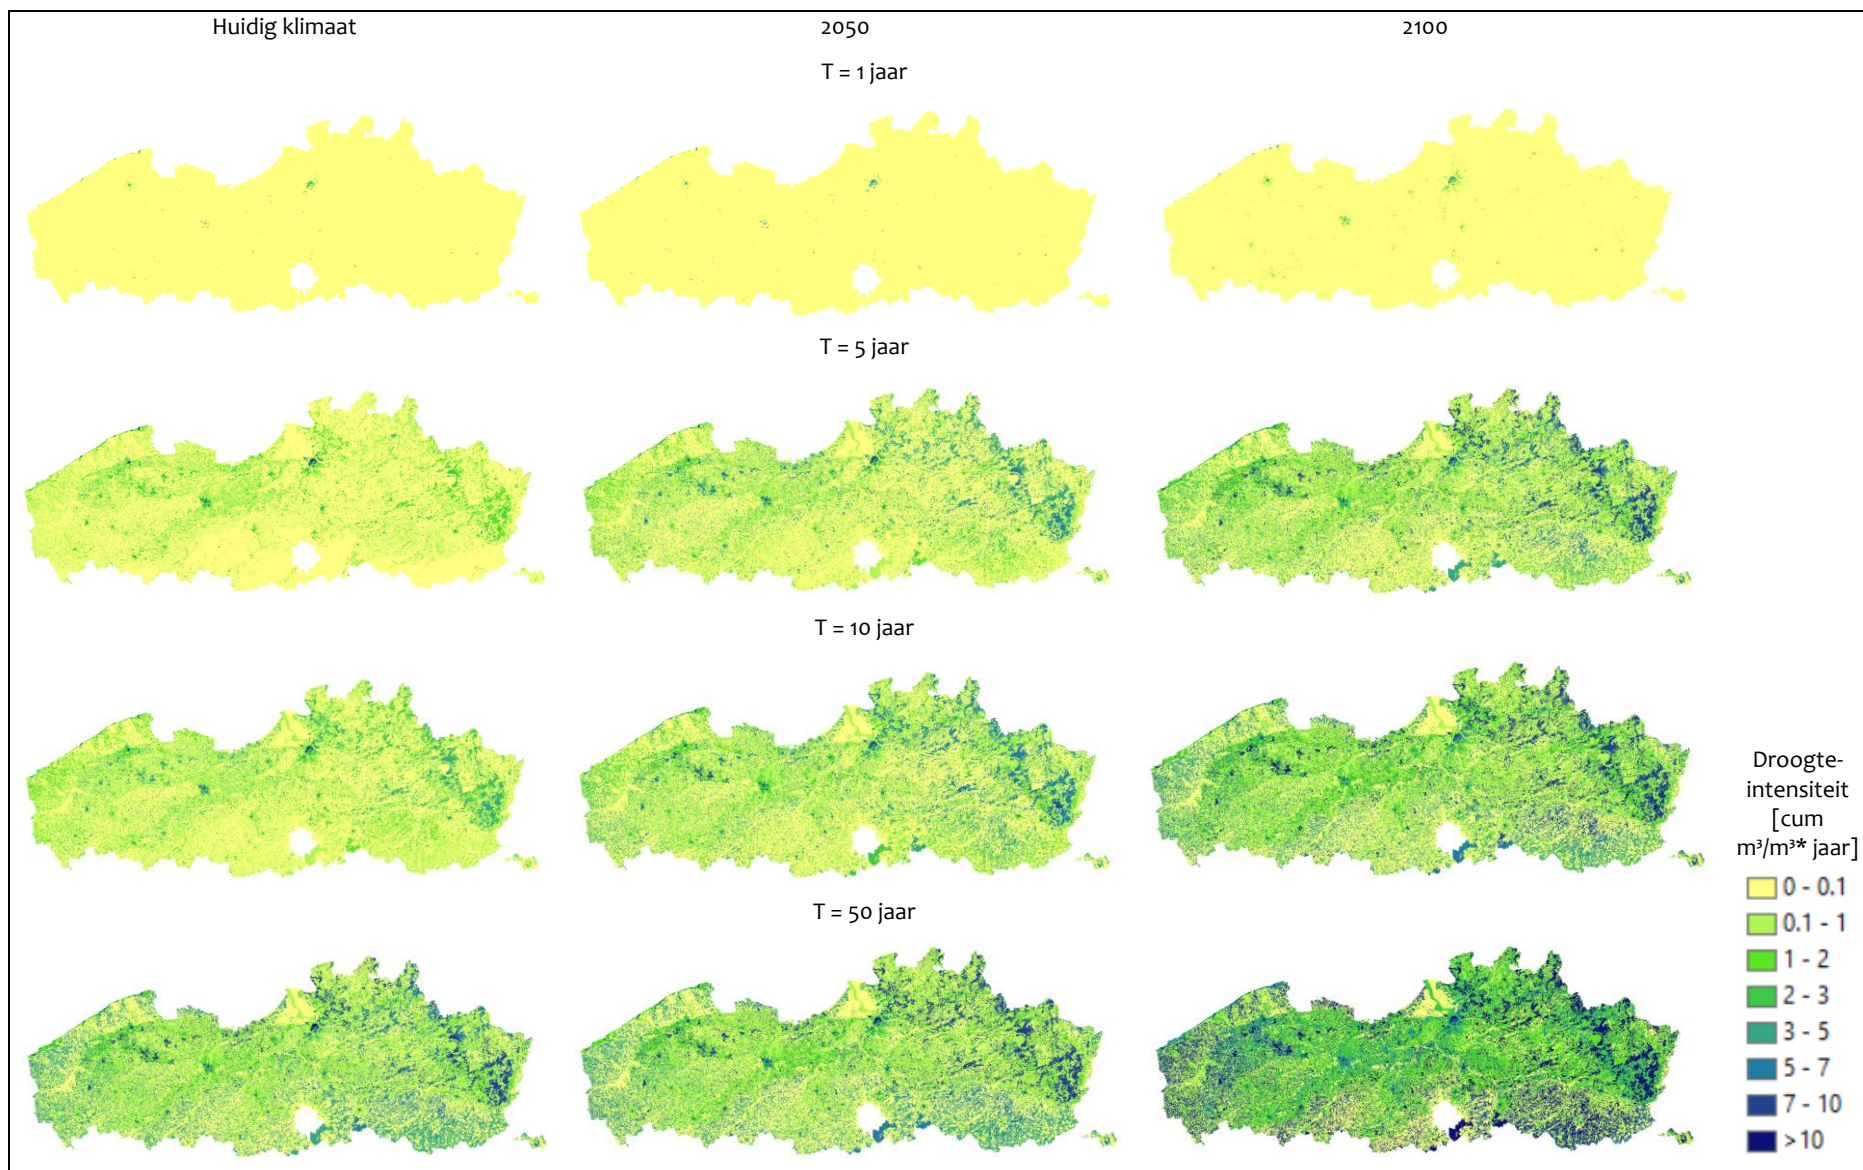 Huidig klimaat 2050 2100
T = 1 jaar
T = 5 jaar
T = 10 jaar
T = 50 jaar
Droogte-
intensiteit
[cum
m³/m³* jaar]
0 - 0.1
0.1 - 1
1 - 2
2 - 3
3 - 5
5 - 7
7 - 10
>10